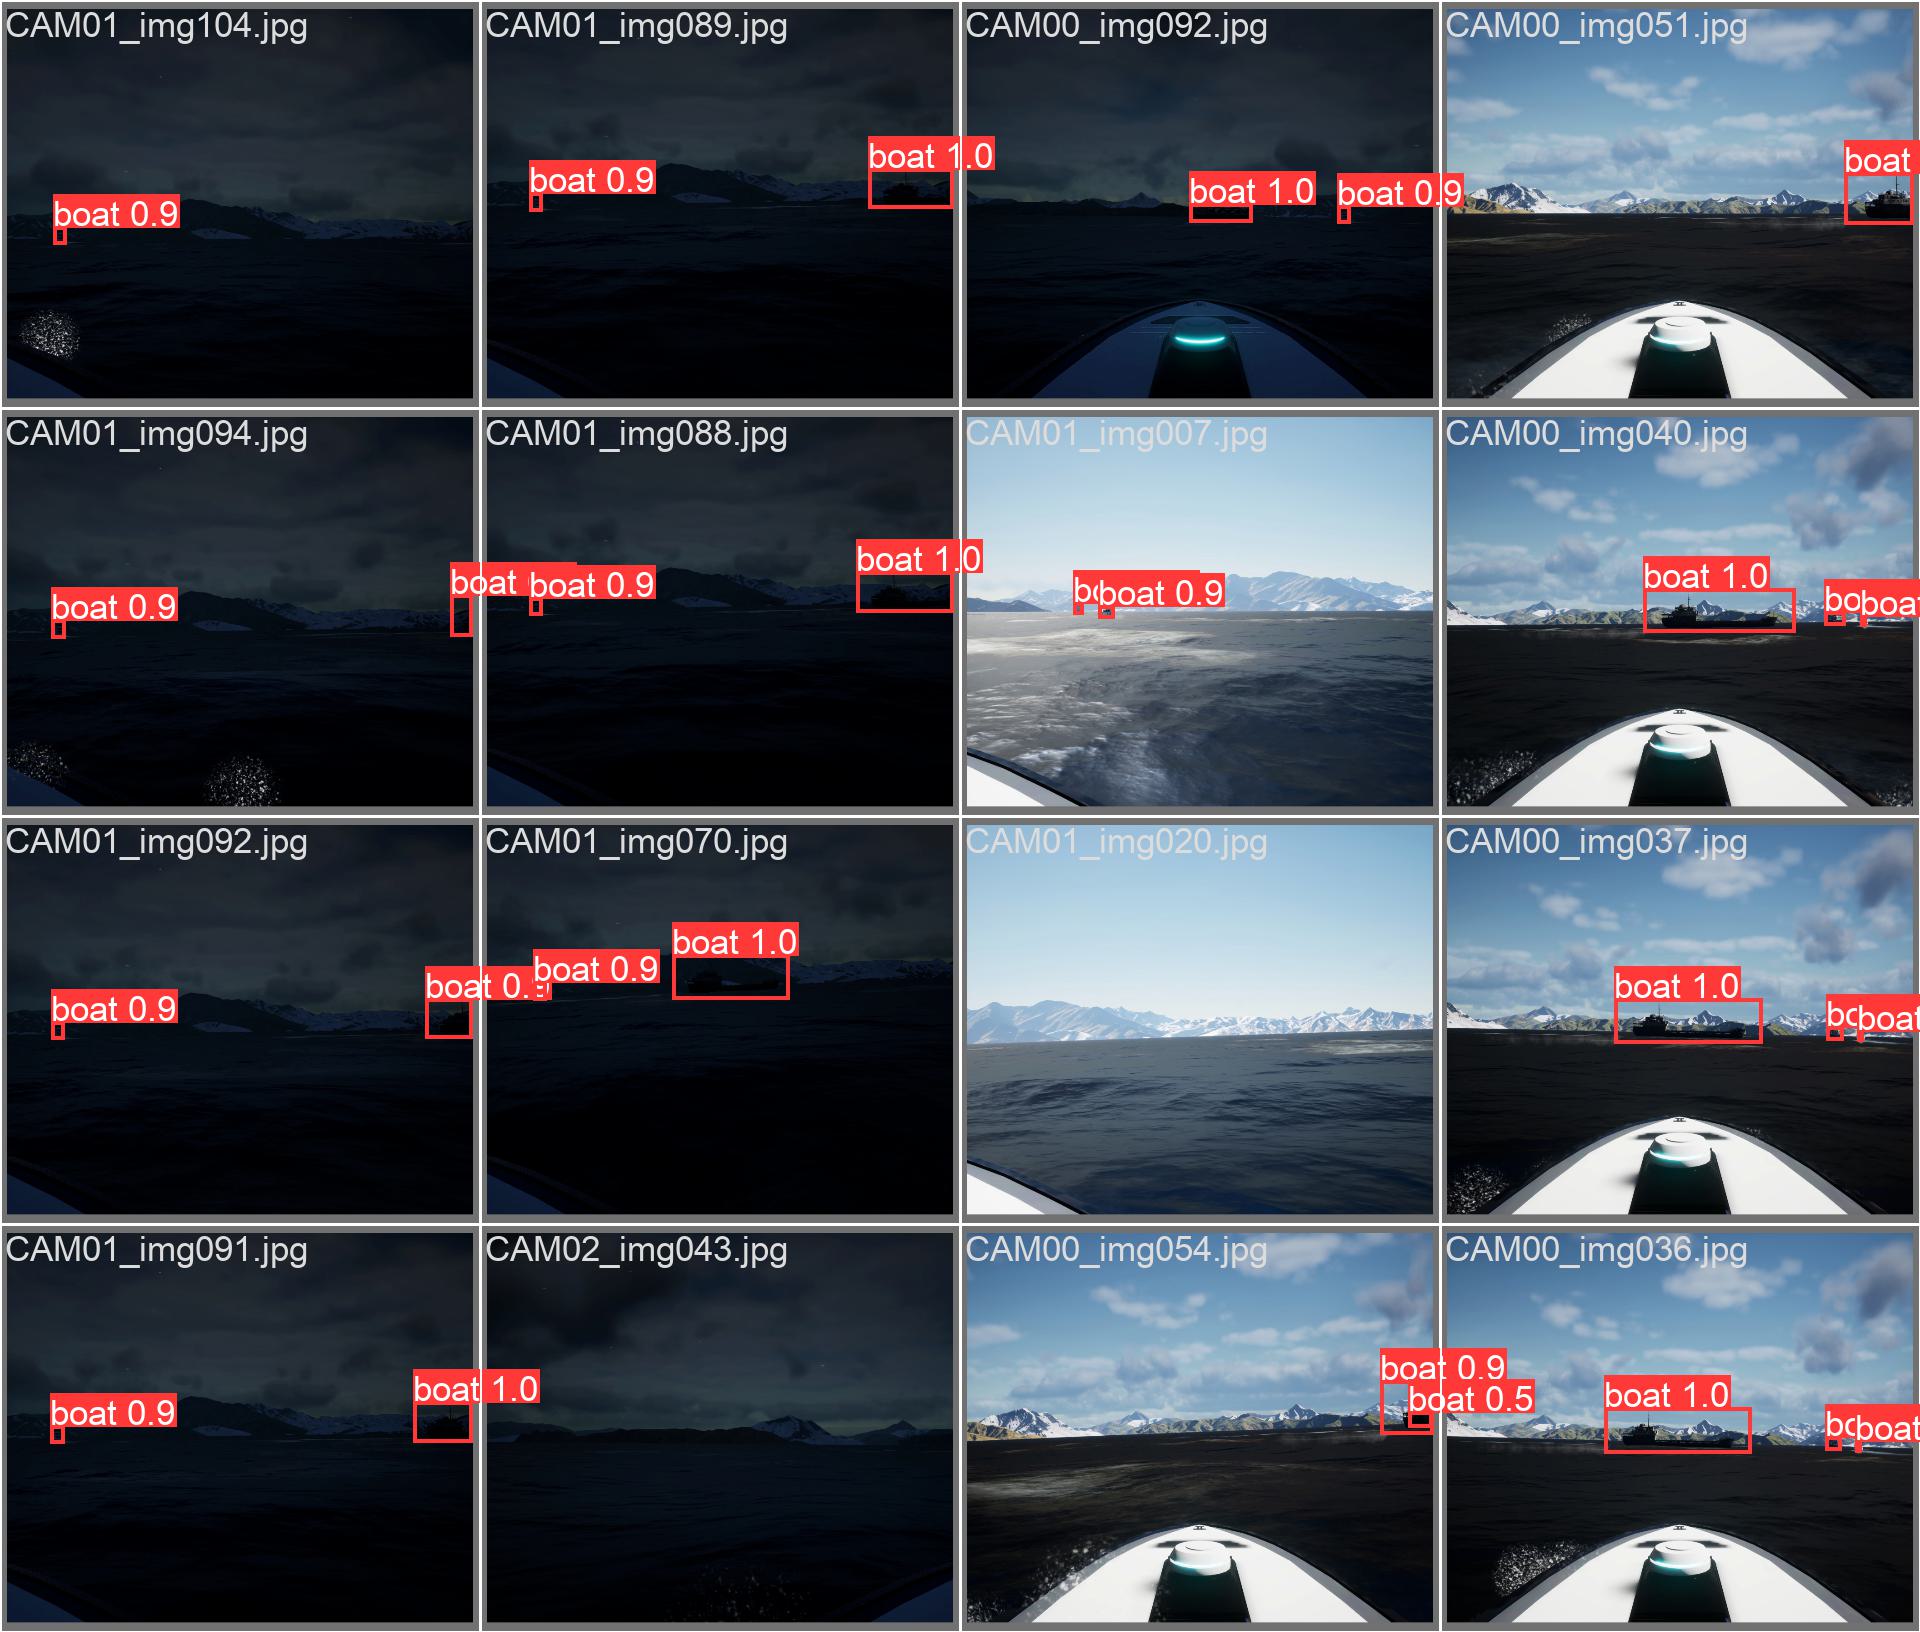 CAM01_img104.jpg
boat 0.9
CAM01_img089.jpg
boat 0.9
boat 1.0
CAM00_img092.jpg
boat 1.0
boat 0.9
CAM00_img051.jpg
boat
CAM01_img094.jpg
boat 0.9
boat
CAM01_img088.jpg
boat 0.9
boat 1.0
CAM01_img007.jpg
boat 0.9
CAM00_img040.jpg
boat 1.0
bo
boat
CAM01_img092.jpg
boat 0.9
boat 0.9
CAM01_img070.jpg
boat 0.9
boat 1.0
CAM01_img020.jpg
CAM00_img037.jpg
boat 1.0
boat
CAM01_img091.jpg
boat 0.9
boat 1.0
CAM02_img043.jpg
CAM00_img054.jpg
boat 0.9
boat 0.5
CAM00_img036.jpg
boat 1.0
boat